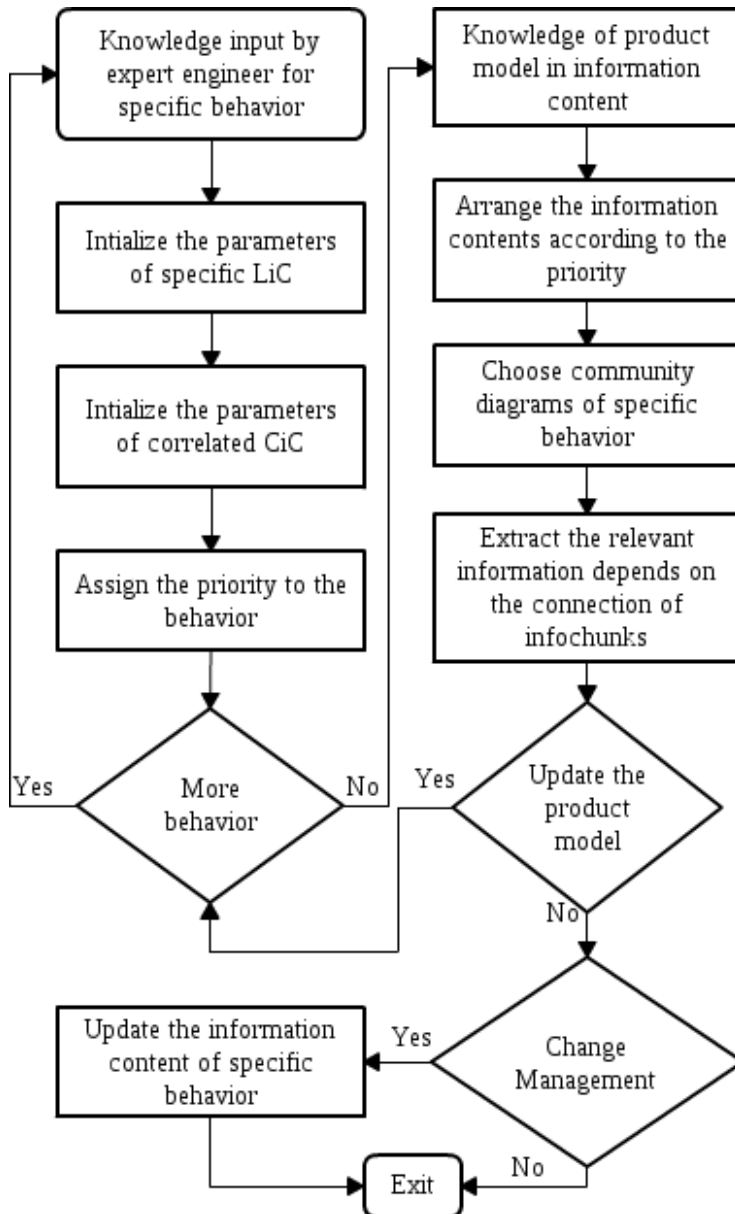 Knowledge input by
expert engineer for
specific behavior
Intialize the parameters
of specific LiC
Intialize the parameters
of correlated CiC
Assign the priority to the
behavior
Yes
More
behavior
No
Knowledge of product
model in information
content
Arrange the information
contents according to the
priority
Choose community
diagrams of specific
behavior
Extract the relevant
information depends on
the connection of
infochunks
Yes
Update the
product
model
No
Change
Management
Yes
Update the information
content of specific
behavior
No
Exit